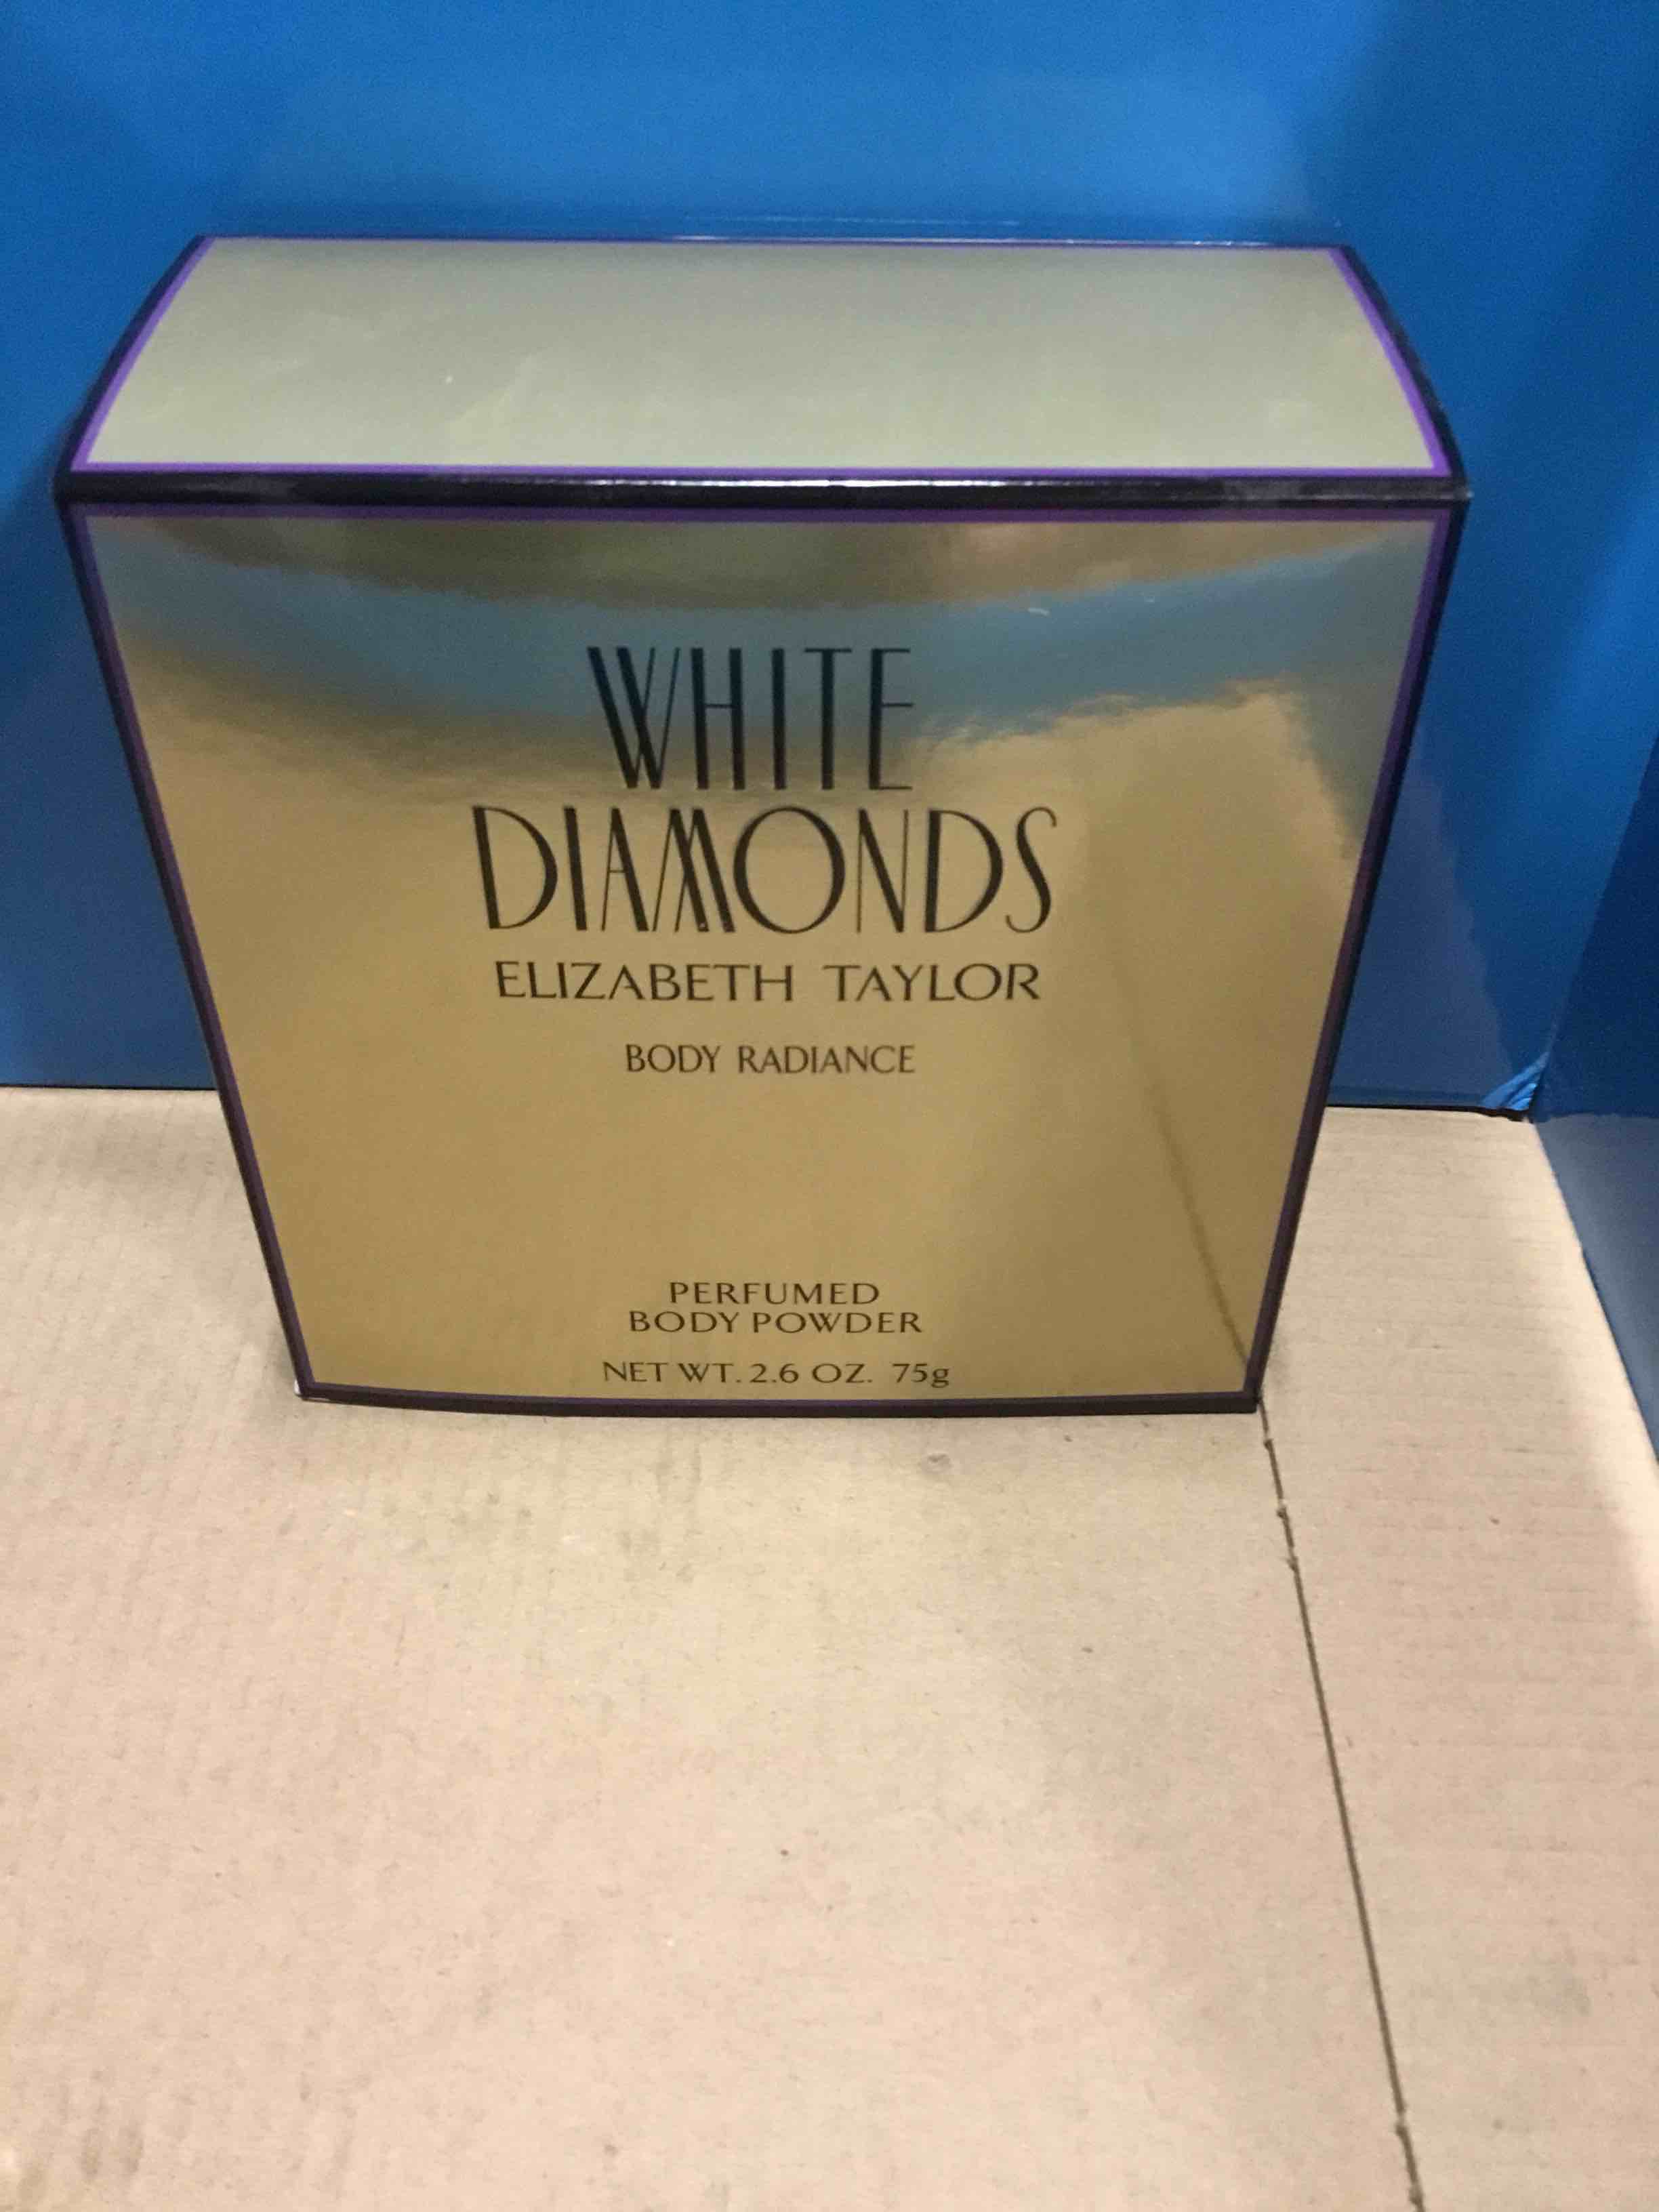 WHITE
DIAMONDS
ELIZABETH TAYLOR
BODY RADIANCE
PERFUMED
BODY POWDER
NET WT. 2.6 OZ. 75g